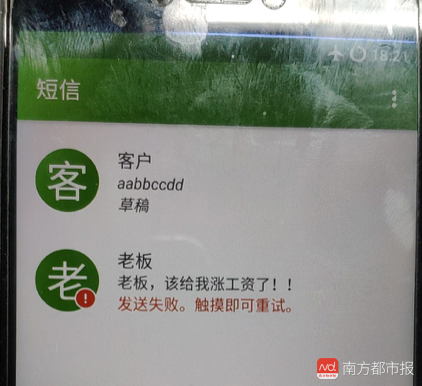 18:21
短信
客
客户
aabbccdd
草稿
老
!
老板
老板，该给我涨工资了！！
发送失败。触摸即可重试。
南方都市报